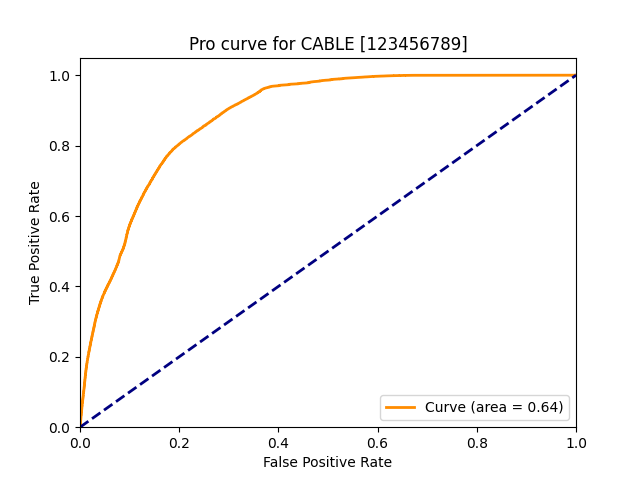 Pro curve for CABLE [123456789]
True Positive Rate
1.0
0.8
0.6
0.4
0.2
0.0
Curve (area = 0.64)
0.0 0.2 0.4 0.6 0.8 1.0
False Positive Rate